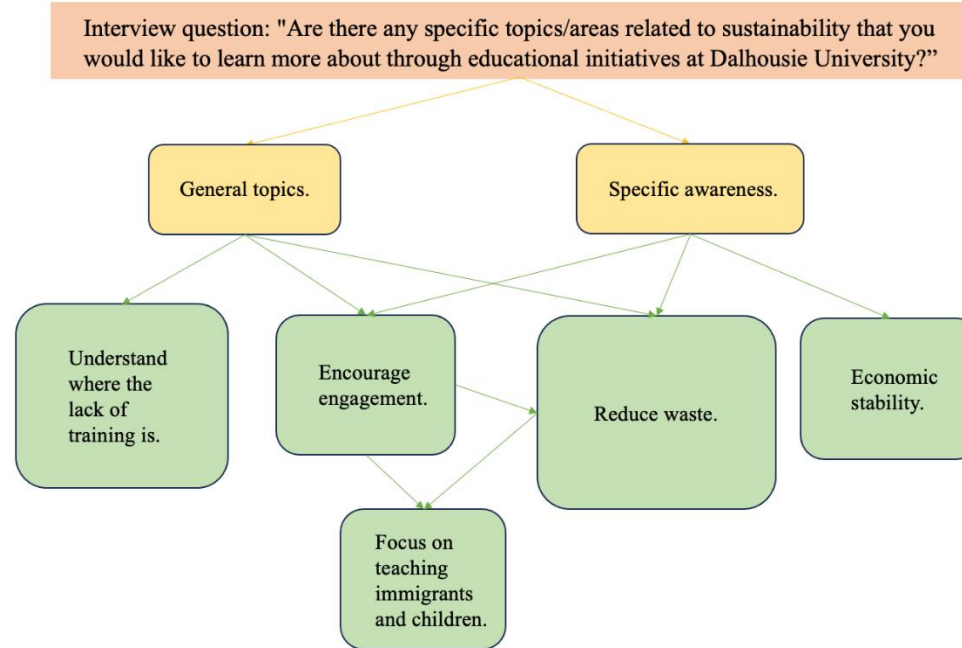 Interview question: "Are there any specific topics/areas related to sustainability that you
would like to learn more about through educational initiatives at Dalhousie University?”
General topics.
Specific awareness.
Understand
where the
lack of
training is.
Encourage
engagement.
Reduce waste.
Economic
stability.
Focus on
teaching
immigrants
and children.